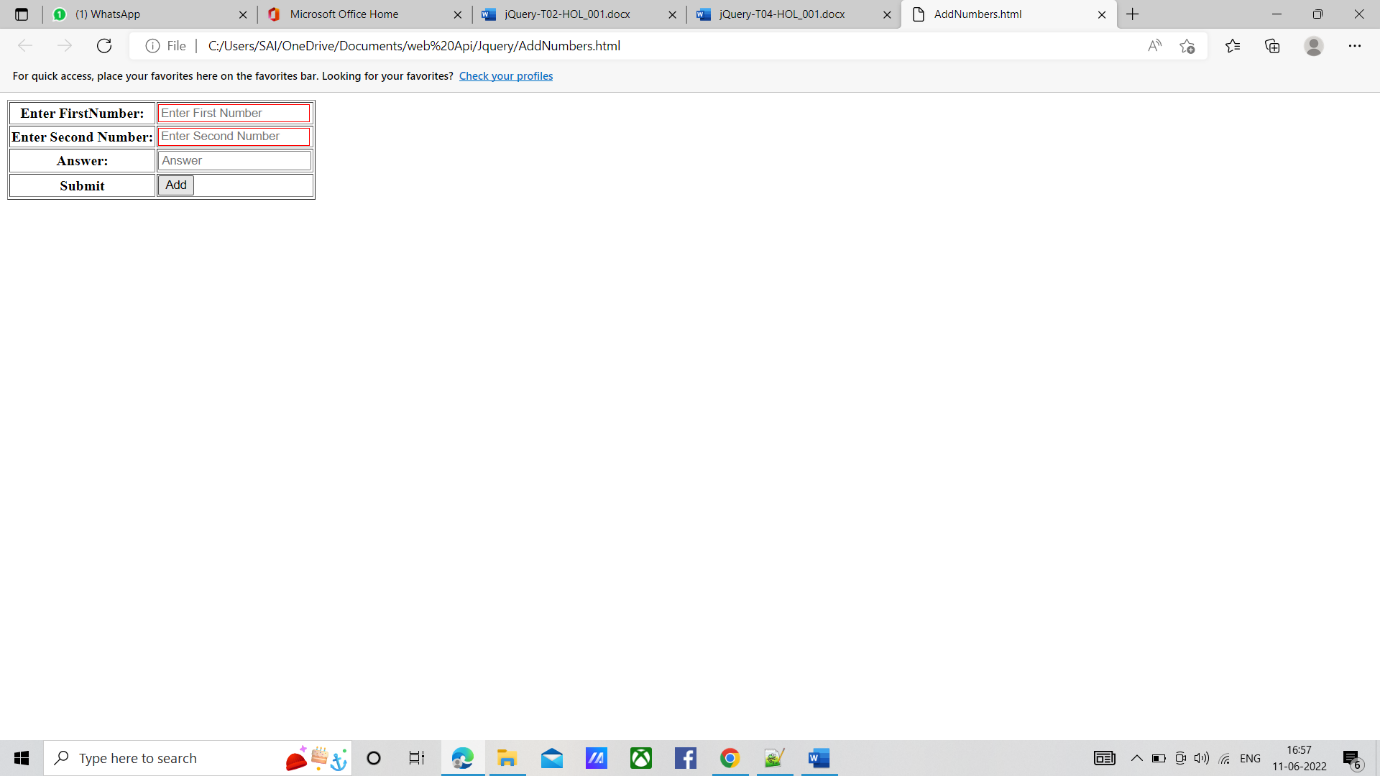 (1) WhatsApp
Microsoft Office Home
jQuery-T02-HOL_001.docx
jQuery-T04-HOL_001.docx
AddNumbers.html
File | C:/Users/SAI/OneDrive/Documents/web%20Api/Jquery/AddNumbers.html
For quick access, place your favorites here on the favorites bar. Looking for your favorites? Check your profiles
Enter FirstNumber: Enter First Number
Enter Second Number: Enter Second Number
Answer: Answer
Submit Add
Type here to search
ENG
16:57
11-06-2022
6